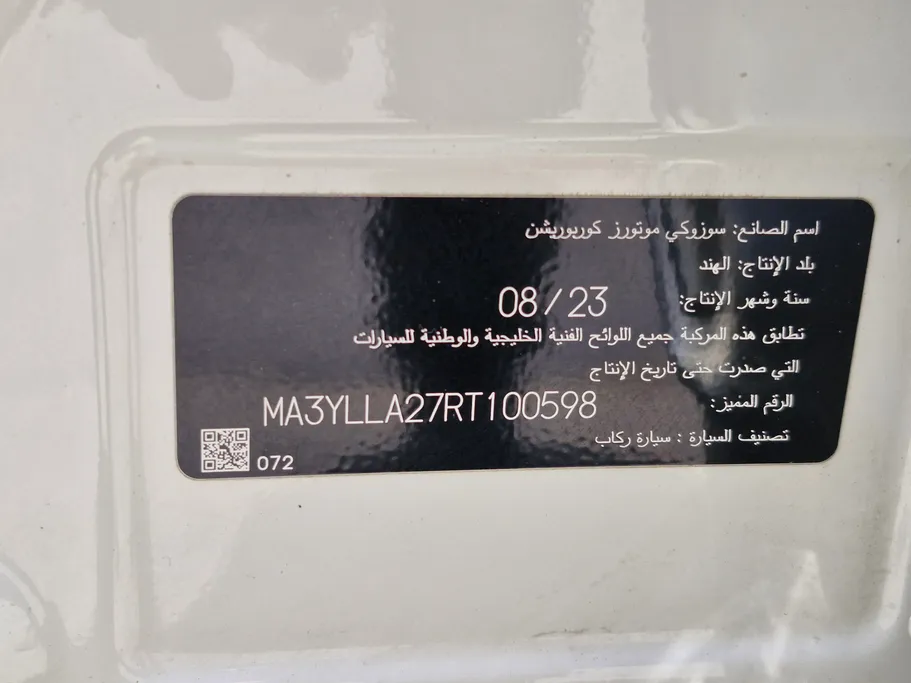 اسم الصانع: سوزوكي موتورز كوربوريشن
بلد الإنتاج: الهند
سنة وشهر الإنتاج: 08/23
تطابق هذه المركبة جميع اللوائح الفنية الخليجية والوطنية للسيارات
التي صدرت حتى تاريخ الإنتاج
الرقم المميز: MA3YLLA27RT100598
تصنيف السيارة : سيارة ركاب
072